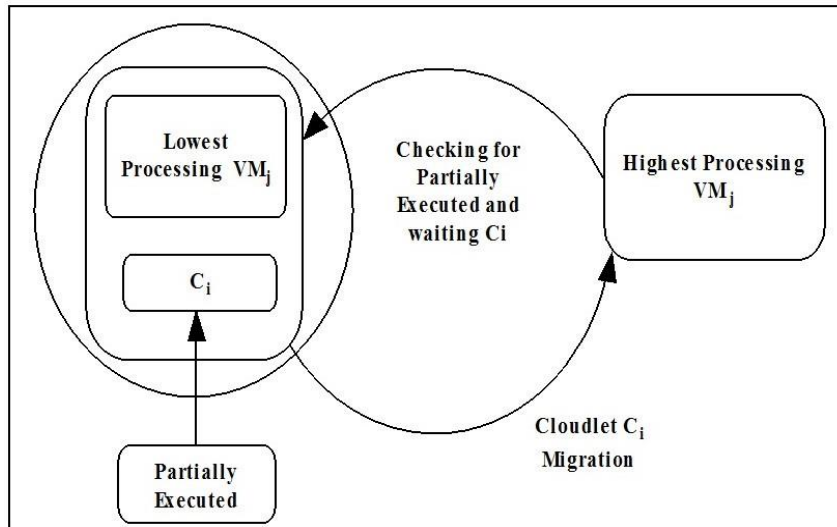 Lowest
Processing VMj
Ci
Partially
Executed
Checking for
Partially
Executed and
waiting Ci
Cloudlet Ci
Migration
Highest Processing
VMj